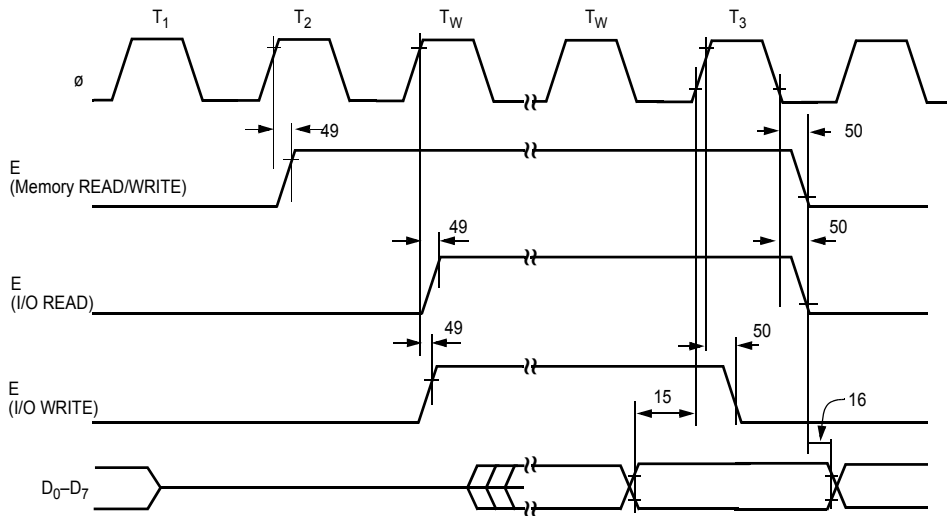 T1 T2 TW TW T3
ø
49 50
E
(Memory READ/WRITE)
49 50
E
(I/O READ)
49 50
E
(I/O WRITE)
15 16
D0–D7